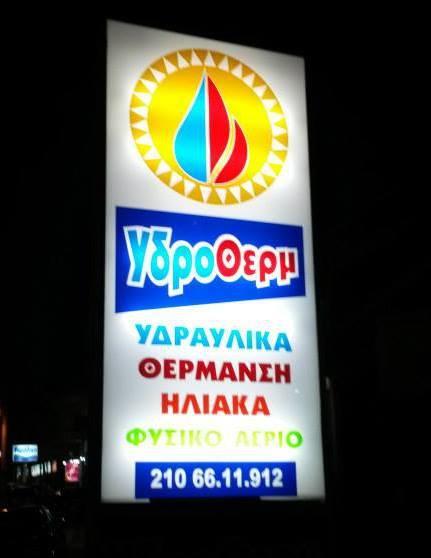 ΥδροΘερμ
ΥΔΡΑΥΛΙΚΑ
ΘΕΡΜΑΝΣΗ
ΗΛΙΑΚΑ
ΦΥΣΙΚΟ ΑΕΡΙΟ
210 66.11.912